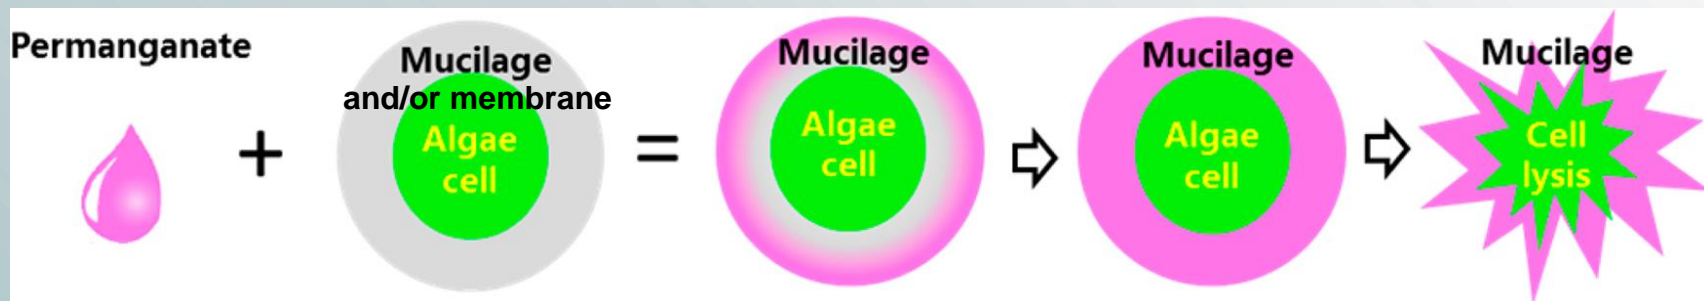 Permanganate
+
Mucilage
and/or membrane
Algae
cell
=
Mucilage
Algae
cell
Mucilage
Algae
cell
Mucilage
Cell
lysis